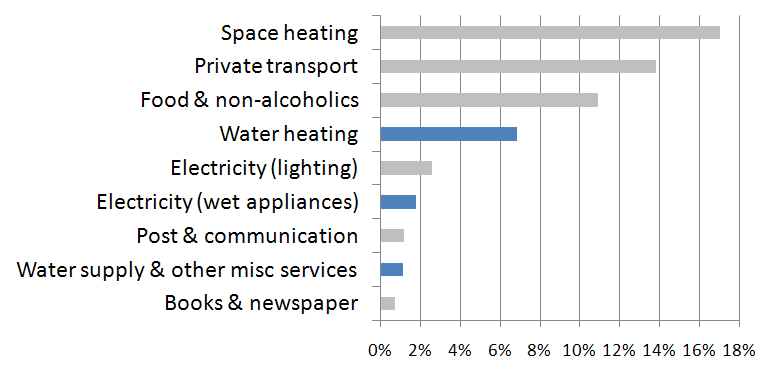 Space heating
Private transport
Food & non-alcoholics
Water heating
Electricity (lighting)
Electricity (wet appliances)
Post & communication
Water supply & other misc services
Books & newspaper
0% 2% 4% 6% 8% 10% 12% 14% 16% 18%